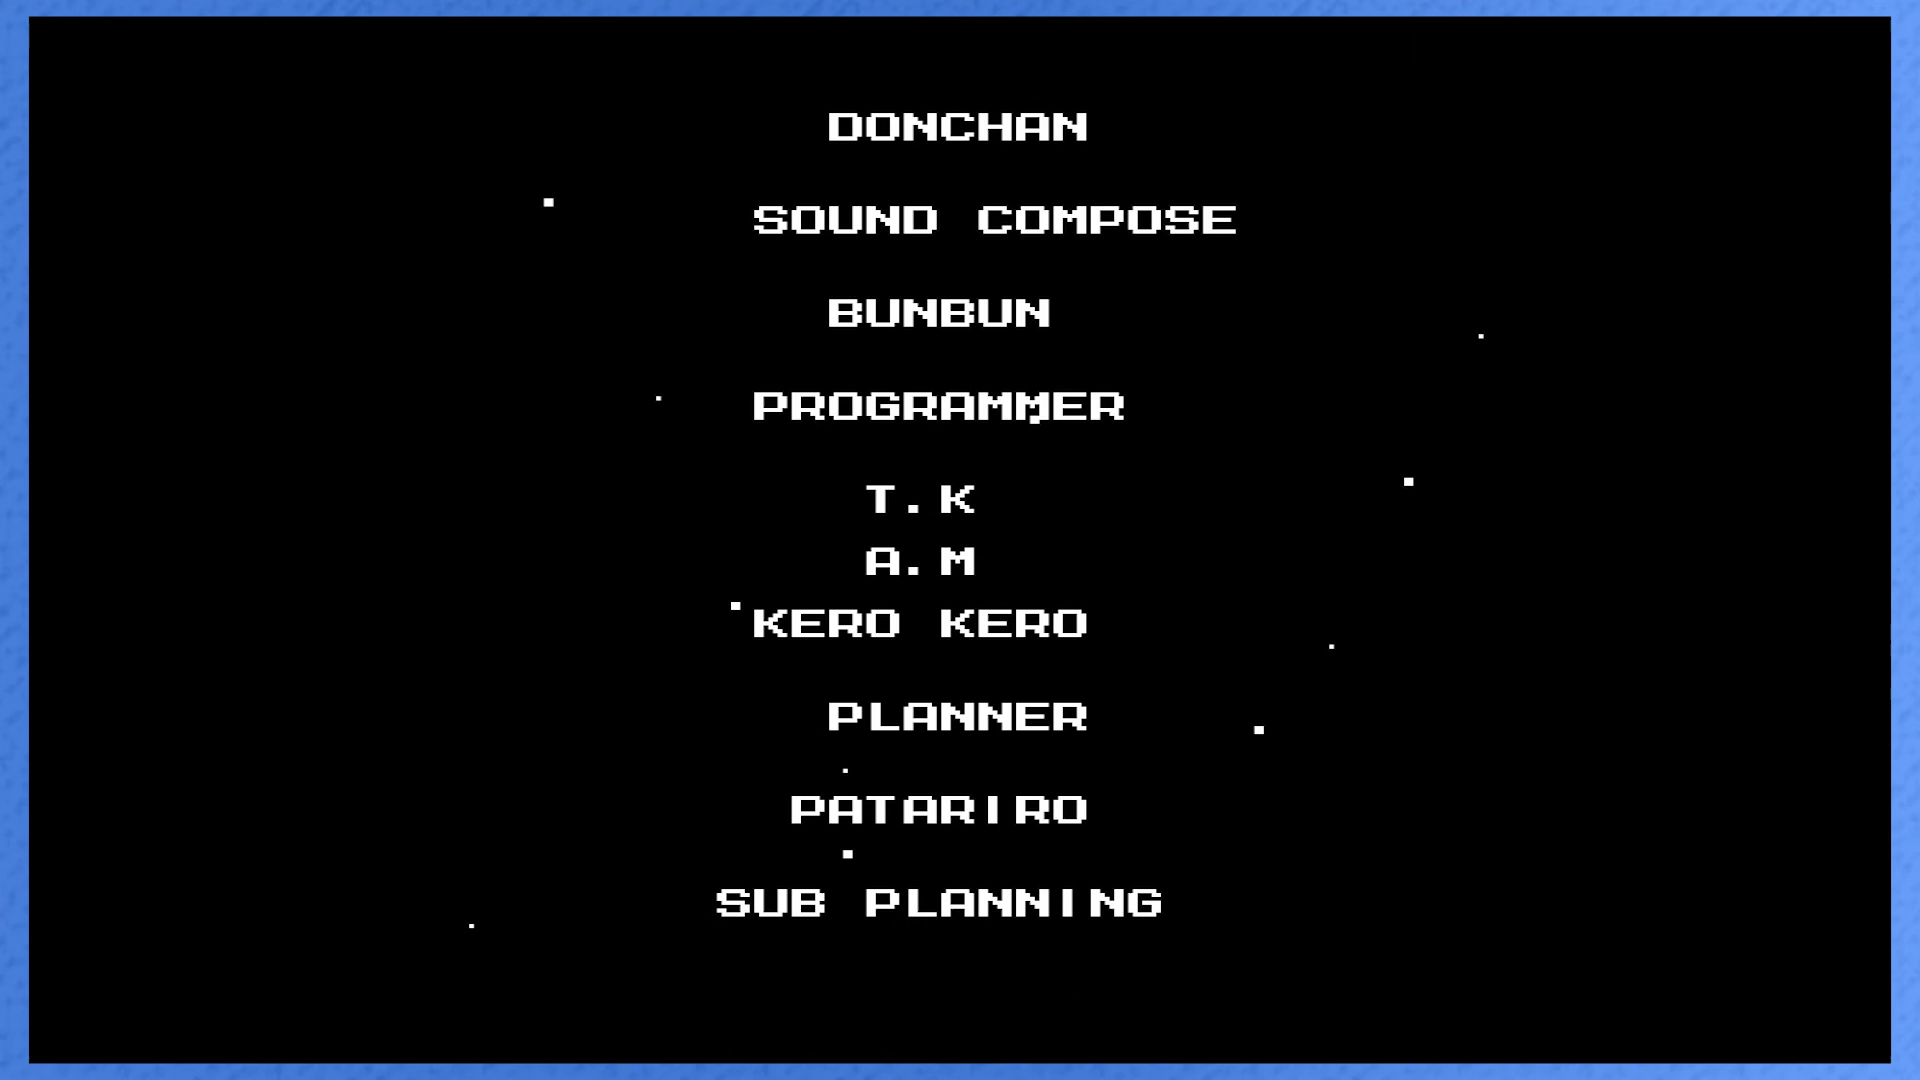 DONCHAN
SOUND COMPOSE
BUNBUN
PROGRAMMER
T.K
A.M
KERO KERO
PLANNER
PATARIRO
SUB PLANNING